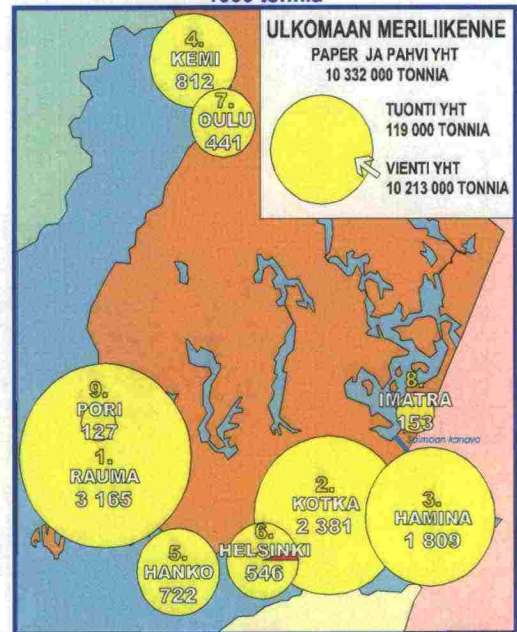 1000 tonnia
ULKOMAAN MERILIIKENNE
PAPER JA PAHVI YHT
10 332 000 TONNIA
TUONTI YHT
119 000 TONNIA
VIENTI YHT
10 213 000 TONNIA
4.
KEMI
812
7.
OULU
441
8.
IMATRA
153
Saimaan kanava
9.
PORI
127
1.
RAUMA
3 165
2.
KOTKA
2 381
3.
HAMINA
1 809
6.
HELSINKI
546
5.
HANKO
722